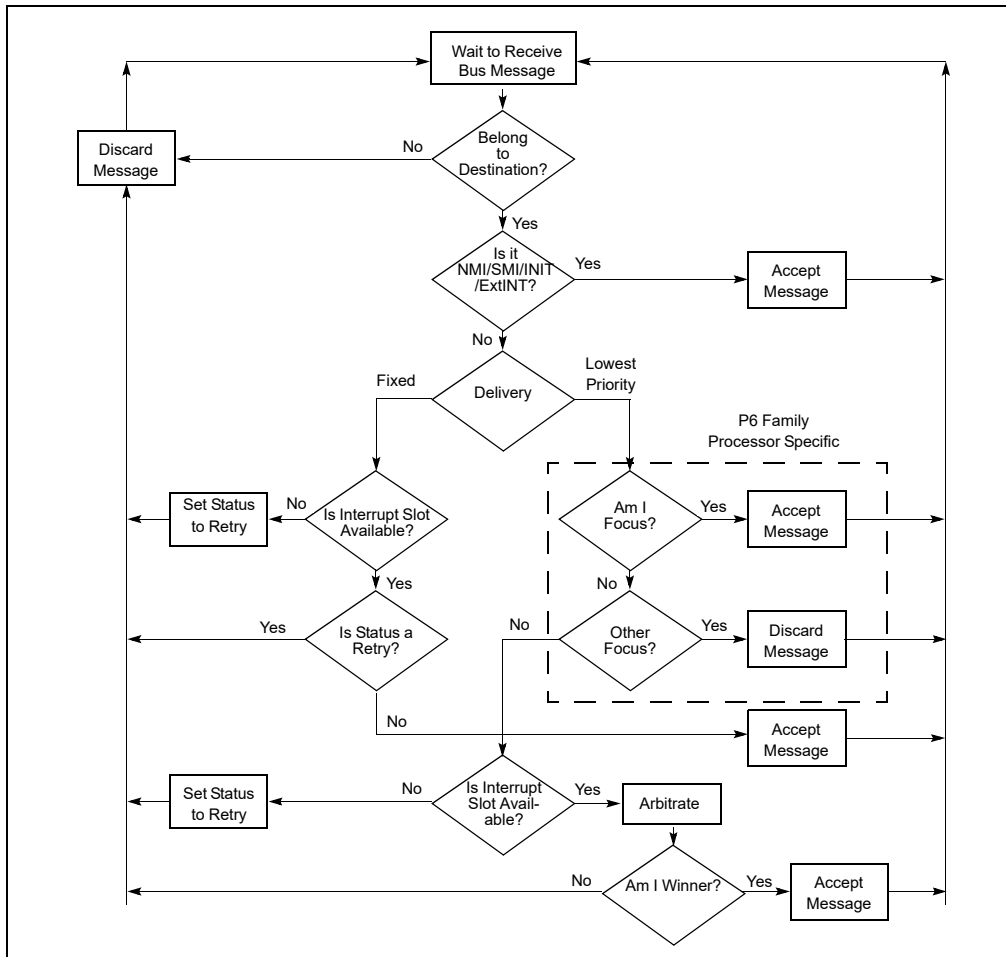 Wait to Receive
Bus Message
Belong
to
Destination?
No
Discard
Message
Yes
Is it
NMI/SMI/INIT
/ExtINT?
Yes
Accept
Message
No
Delivery
Fixed
Lowest
Priority
P6 Family
Processor Specific
Set Status
to Retry
No
Is Interrupt Slot
Available?
Am I
Focus?
Yes
Accept
Message
Yes
No
Yes
Is Status a
Retry?
No
Other
Focus?
Yes
Discard
Message
No
Accept
Message
Set Status
to Retry
No
Is Interrupt
Slot Avail-
able?
Yes
Arbitrate
No
Am I Winner?
Yes
Accept
Message